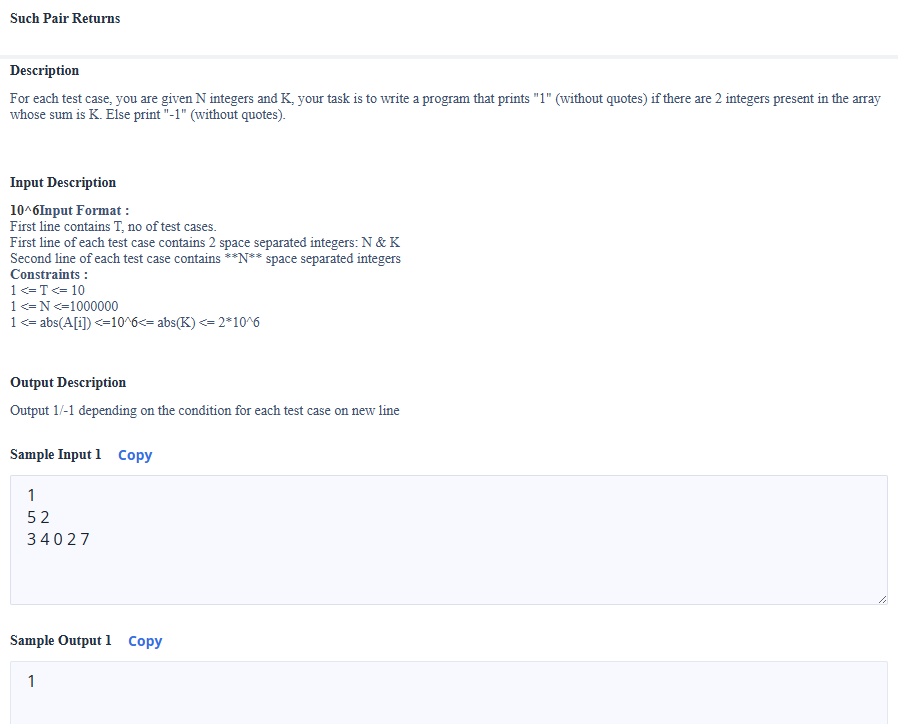 Such Pair Returns
Description
For each test case, you are given N integers and K, your task is to write a program that prints "1" (without quotes) if there are 2 integers present in the array
whose sum is K. Else print "-1" (without quotes).
Input Description
10^6Input Format :
First line contains T, no of test cases.
First line of each test case contains 2 space separated integers: N & K
Second line of each test case contains **N** space separated integers
Constraints :
1 <= T <= 10
1 <= N <=1000000
1 <= abs(A[i]) <=10^6<= abs(K) <= 2*10^6
Output Description
Output 1/-1 depending on the condition for each test case on new line
Sample Input 1 Copy
1
5 2
3 4 0 2 7
Sample Output 1 Copy
1